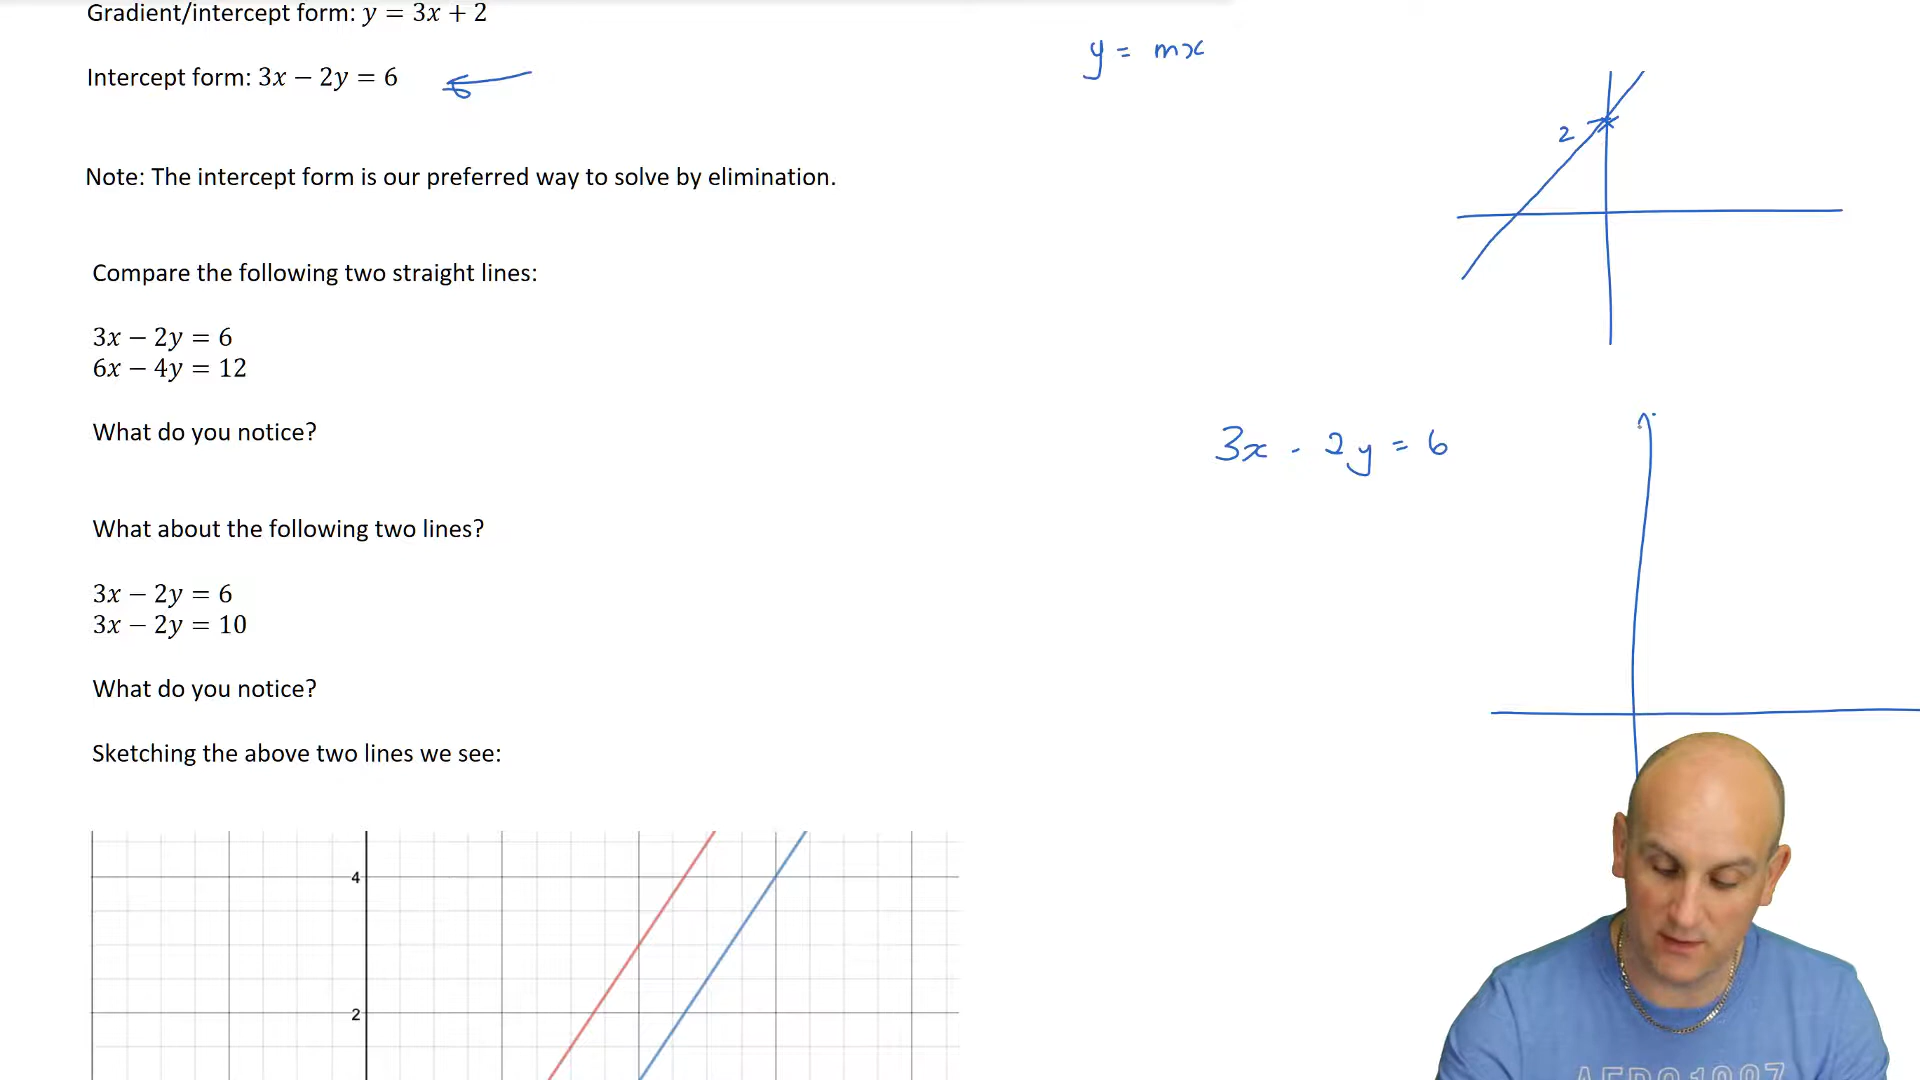 Gradient/intercept form: y = 3x + 2
y = mx
Intercept form: 3x − 2y = 6
2
Note: The intercept form is our preferred way to solve by elimination.
Compare the following two straight lines:
3x − 2y = 6
6x − 4y = 12
What do you notice?
3x - 2y = 6
What about the following two lines?
3x − 2y = 6
3x − 2y = 10
What do you notice?
Sketching the above two lines we see:
4
2